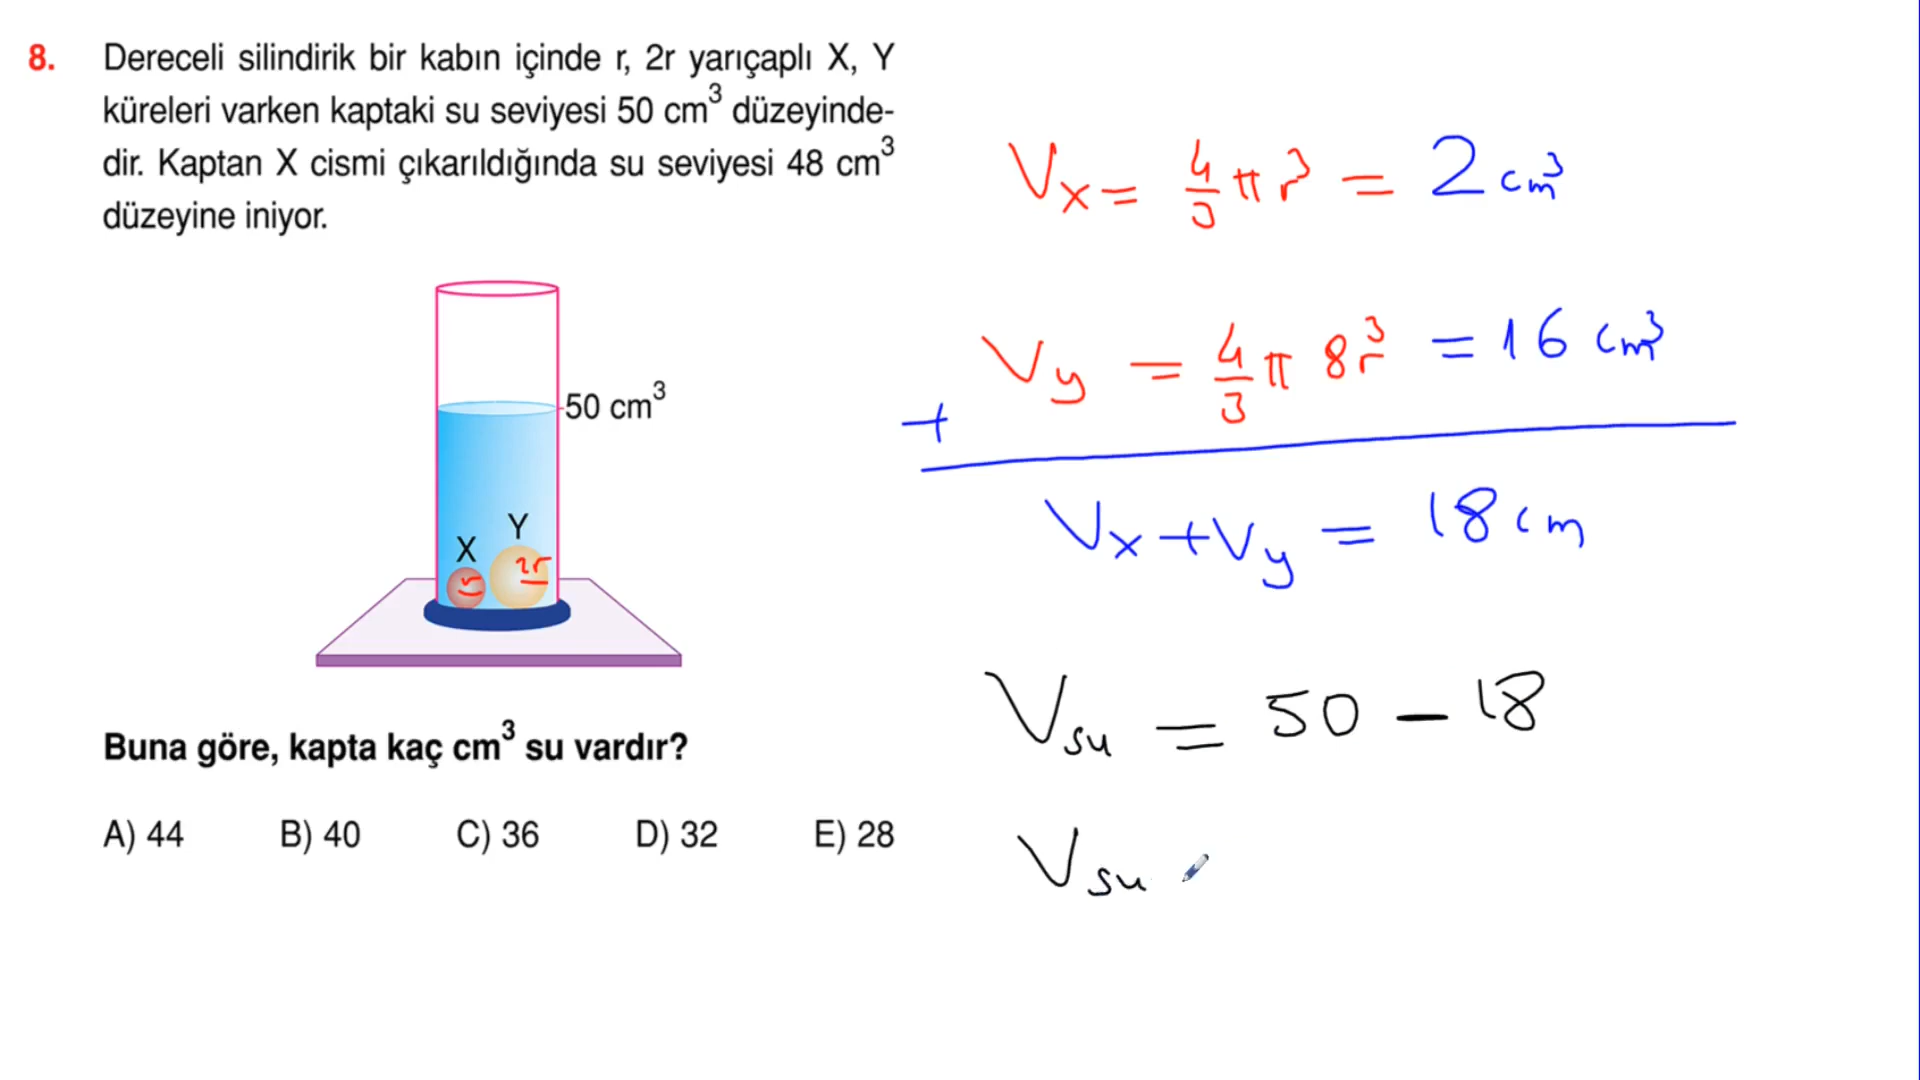 8. Dereceli silindirik bir kabın içinde r, 2r yarıçaplı X, Y
küreleri varken kaptaki su seviyesi 50 cm³ düzeyinde-
dir. Kaptan X cismi çıkarıldığında su seviyesi 48 cm³
düzeyine iniyor.
50 cm³
Y
X
2r
r
Buna göre, kapta kaç cm³ su vardır?
A) 44 B) 40 C) 36 D) 32 E) 28
Vx = 4/3 π r³ = 2 cm³
Vy = 4/3 π 8r³ = 16 cm³
+
Vx + Vy = 18 cm
Vsu = 50 - 18
Vsu